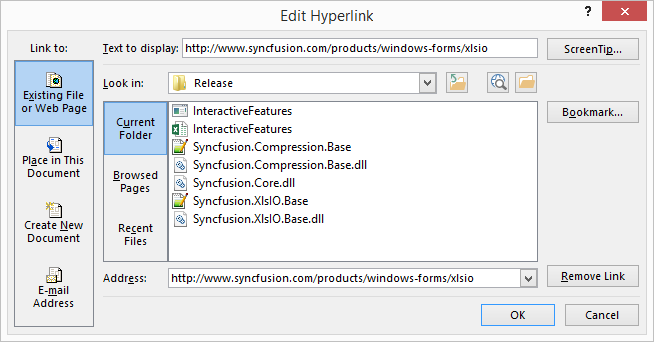 Edit Hyperlink
Link to:
Text to display: http://www.syncfusion.com/products/windows-forms/xlsio
ScreenTip...
Existing File
or Web Page
Place in This
Document
Create New
Document
E-mail
Address
Look in: Release
Bookmark...
Current
Folder
Browsed
Pages
Recent
Files
InteractiveFeatures
InteractiveFeatures
Syncfusion.Compression.Base
Syncfusion.Compression.Base.dll
Syncfusion.Core.dll
Syncfusion.XlsIO.Base
Syncfusion.XlsIO.Base.dll
Address: http://www.syncfusion.com/products/windows-forms/xlsio
Remove Link
OK
Cancel